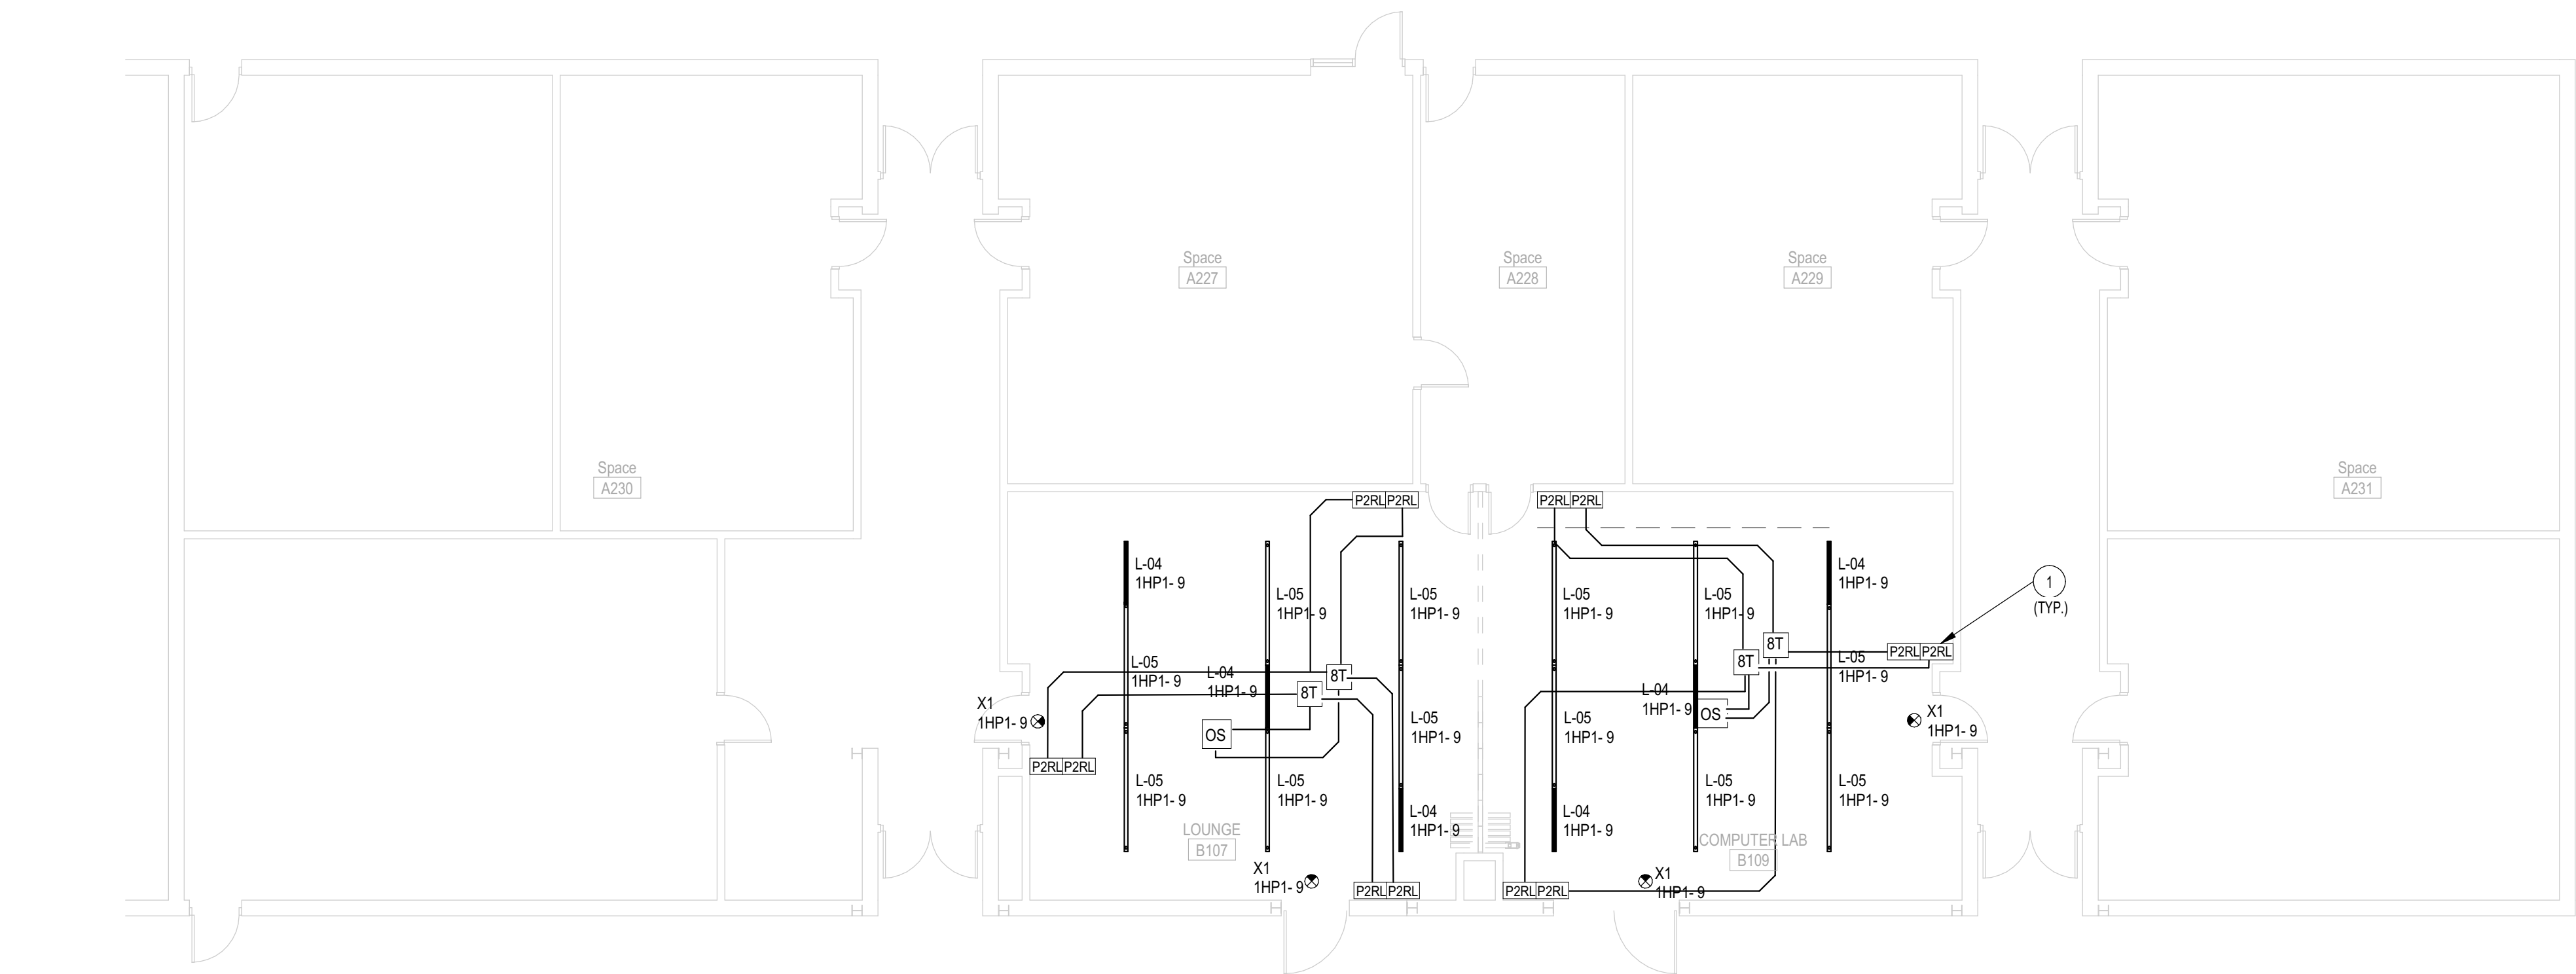 Space
A227
Space
A228
Space
A229
Space
A230
Space
A231
P2RL P2RL
P2RL P2RL
L-04
1HP1- 9
L-05
1HP1- 9
L-05
1HP1- 9
L-05
1HP1- 9
L-05
1HP1- 9
L-04
1HP1- 9
1
(TYP.)
8T
8T
P2RL P2RL
L-05
1HP1- 9
L-04
1HP1- 9
8T
8T
L-04
1HP1- 9
L-05
1HP1- 9
X1
1HP1- 9
OS
L-05
1HP1- 9
L-05
1HP1- 9
OS
X1
1HP1- 9
P2RL P2RL
L-05
1HP1- 9
L-05
1HP1- 9
L-04
1HP1- 9
L-04
1HP1- 9
L-05
1HP1- 9
L-05
1HP1- 9
LOUNGE
B107
COMPUTER LAB
B109
X1
1HP1- 9
P2RL P2RL
P2RL P2RL
X1
1HP1- 9